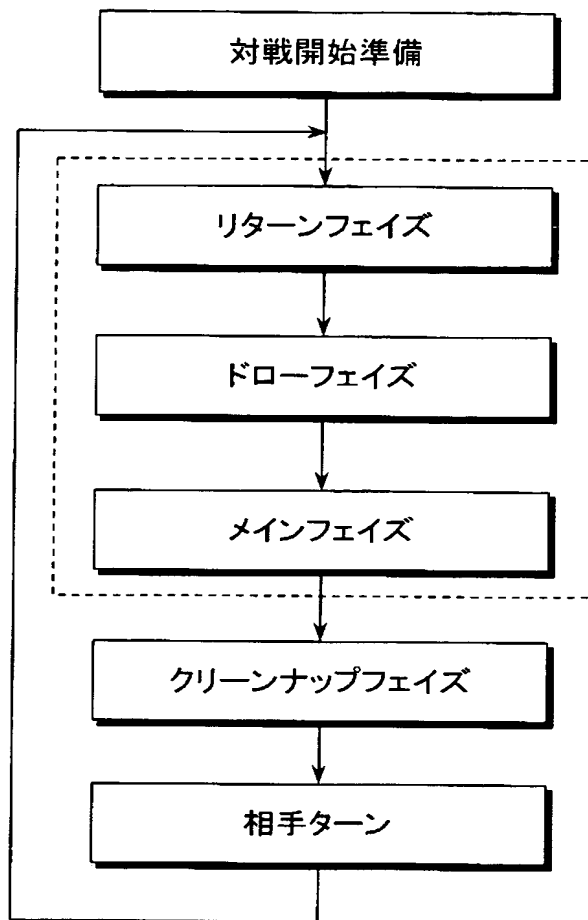 対戦開始準備
リターンフェイズ
ドローフェイズ
メインフェイズ
クリーンナップフェイズ
相手ターン